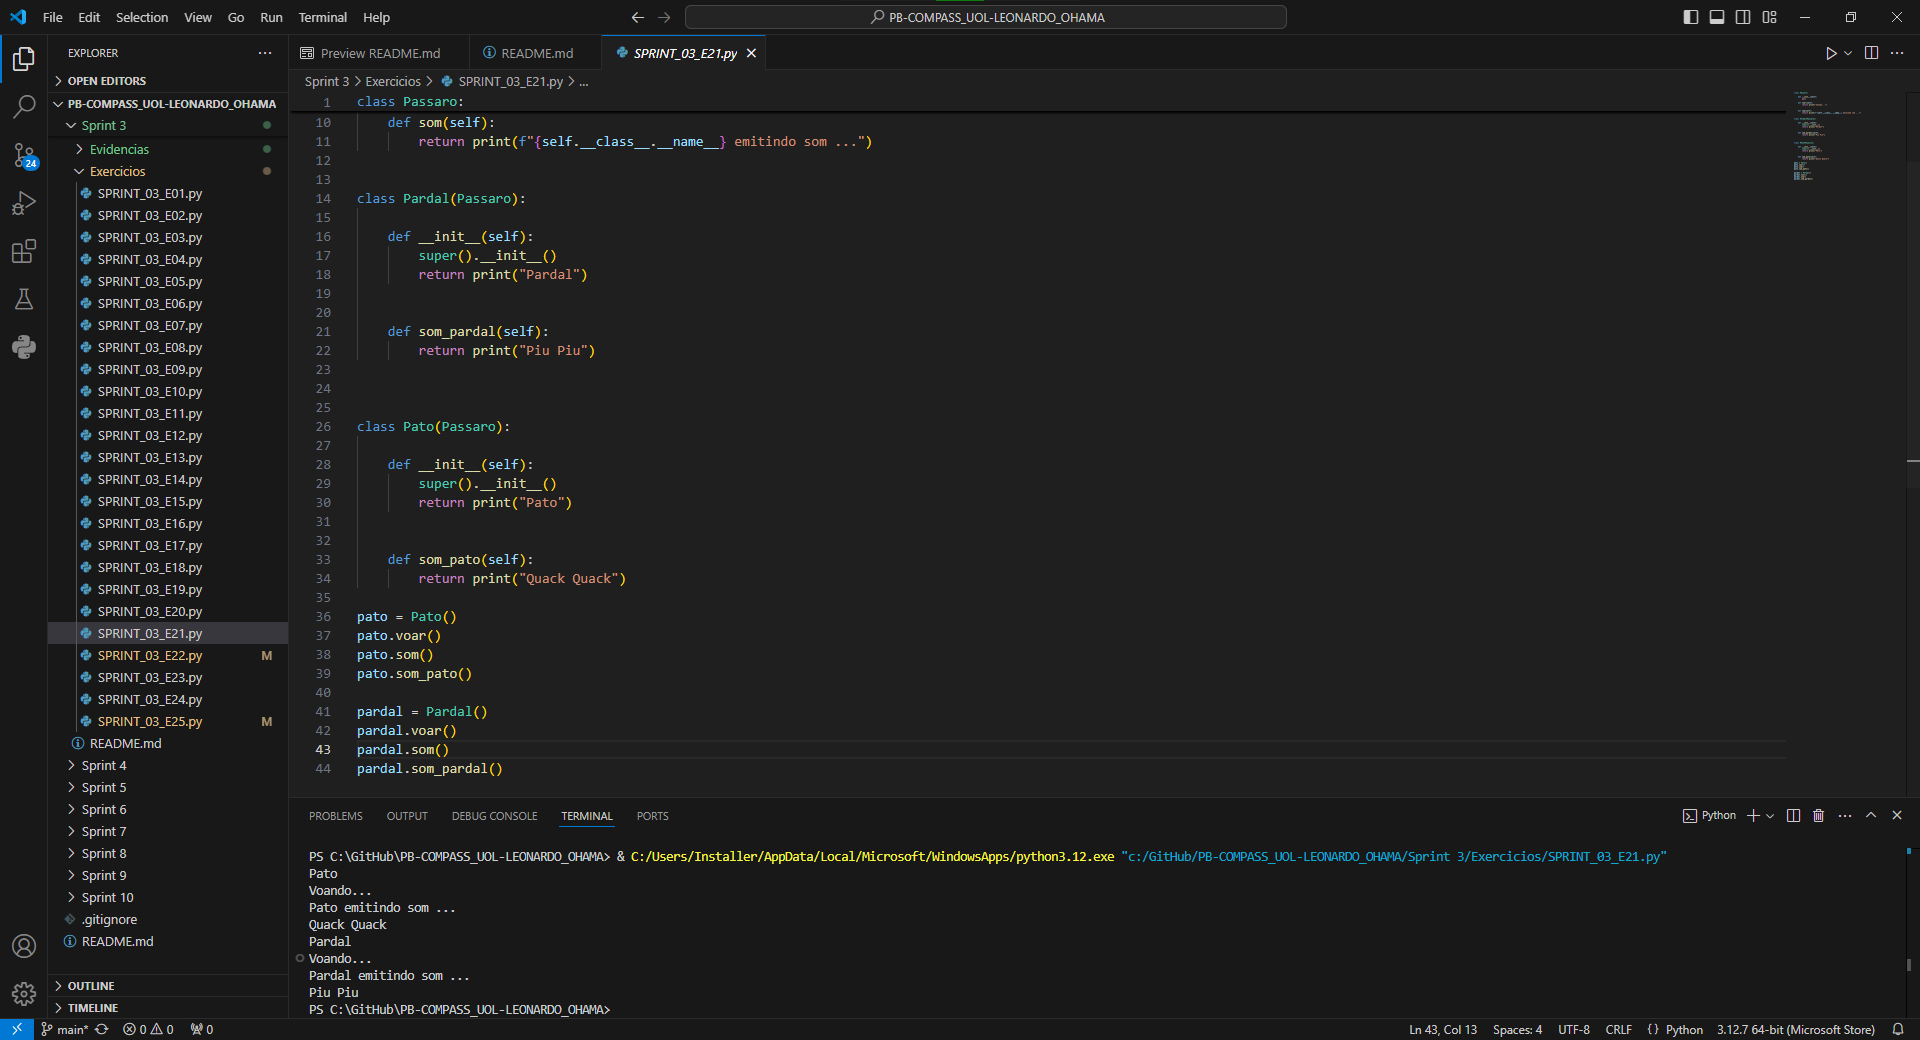 File Edit Selection View Go Run Terminal Help
PB-COMPASS_UOL-LEONARDO_OHAMA
EXPLORER
OPEN EDITORS
PB-COMPASS_UOL-LEONARDO_OHAMA
Sprint 3
Evidencias
24
Exercicios
SPRINT_03_E01.py
SPRINT_03_E02.py
SPRINT_03_E03.py
SPRINT_03_E04.py
SPRINT_03_E05.py
SPRINT_03_E06.py
SPRINT_03_E07.py
SPRINT_03_E08.py
SPRINT_03_E09.py
SPRINT_03_E10.py
SPRINT_03_E11.py
SPRINT_03_E12.py
SPRINT_03_E13.py
SPRINT_03_E14.py
SPRINT_03_E15.py
SPRINT_03_E16.py
SPRINT_03_E17.py
SPRINT_03_E18.py
SPRINT_03_E19.py
SPRINT_03_E20.py
SPRINT_03_E21.py
SPRINT_03_E22.py M
SPRINT_03_E23.py
SPRINT_03_E24.py
SPRINT_03_E25.py M
README.md
Sprint 4
Sprint 5
Sprint 6
Sprint 7
Sprint 8
Sprint 9
Sprint 10
.gitignore
README.md
OUTLINE
TIMELINE
Preview README.md README.md SPRINT_03_E21.py
Sprint 3 > Exercicios > SPRINT_03_E21.py > ...
1 class Passaro:
10 def som(self):
11 return print(f"{self.__class__.__name__} emitindo som ...")
12
13
14 class Pardal(Passaro):
15
16 def __init__(self):
17 super().__init__()
18 return print("Pardal")
19
20
21 def som_pardal(self):
22 return print("Piu Piu")
23
24
25
26 class Pato(Passaro):
27
28 def __init__(self):
29 super().__init__()
30 return print("Pato")
31
32
33 def som_pato(self):
34 return print("Quack Quack")
35
36 pato = Pato()
37 pato.voar()
38 pato.som()
39 pato.som_pato()
40
41 pardal = Pardal()
42 pardal.voar()
43 pardal.som()
44 pardal.som_pardal()
PROBLEMS OUTPUT DEBUG CONSOLE TERMINAL PORTS Python
PS C:\GitHub\PB-COMPASS_UOL-LEONARDO_OHAMA> & C:/Users/Installer/AppData/Local/Microsoft/WindowsApps/python3.12.exe "c:/GitHub/PB-COMPASS_UOL-LEONARDO_OHAMA/Sprint 3/Exercicios/SPRINT_03_E21.py"
Pato
Voando...
Pato emitindo som ...
Quack Quack
Pardal
Voando...
Pardal emitindo som ...
Piu Piu
PS C:\GitHub\PB-COMPASS_UOL-LEONARDO_OHAMA>
main* 0 0 0 Ln 43, Col 13 Spaces: 4 UTF-8 CRLF {} Python 3.12.7 64-bit (Microsoft Store)